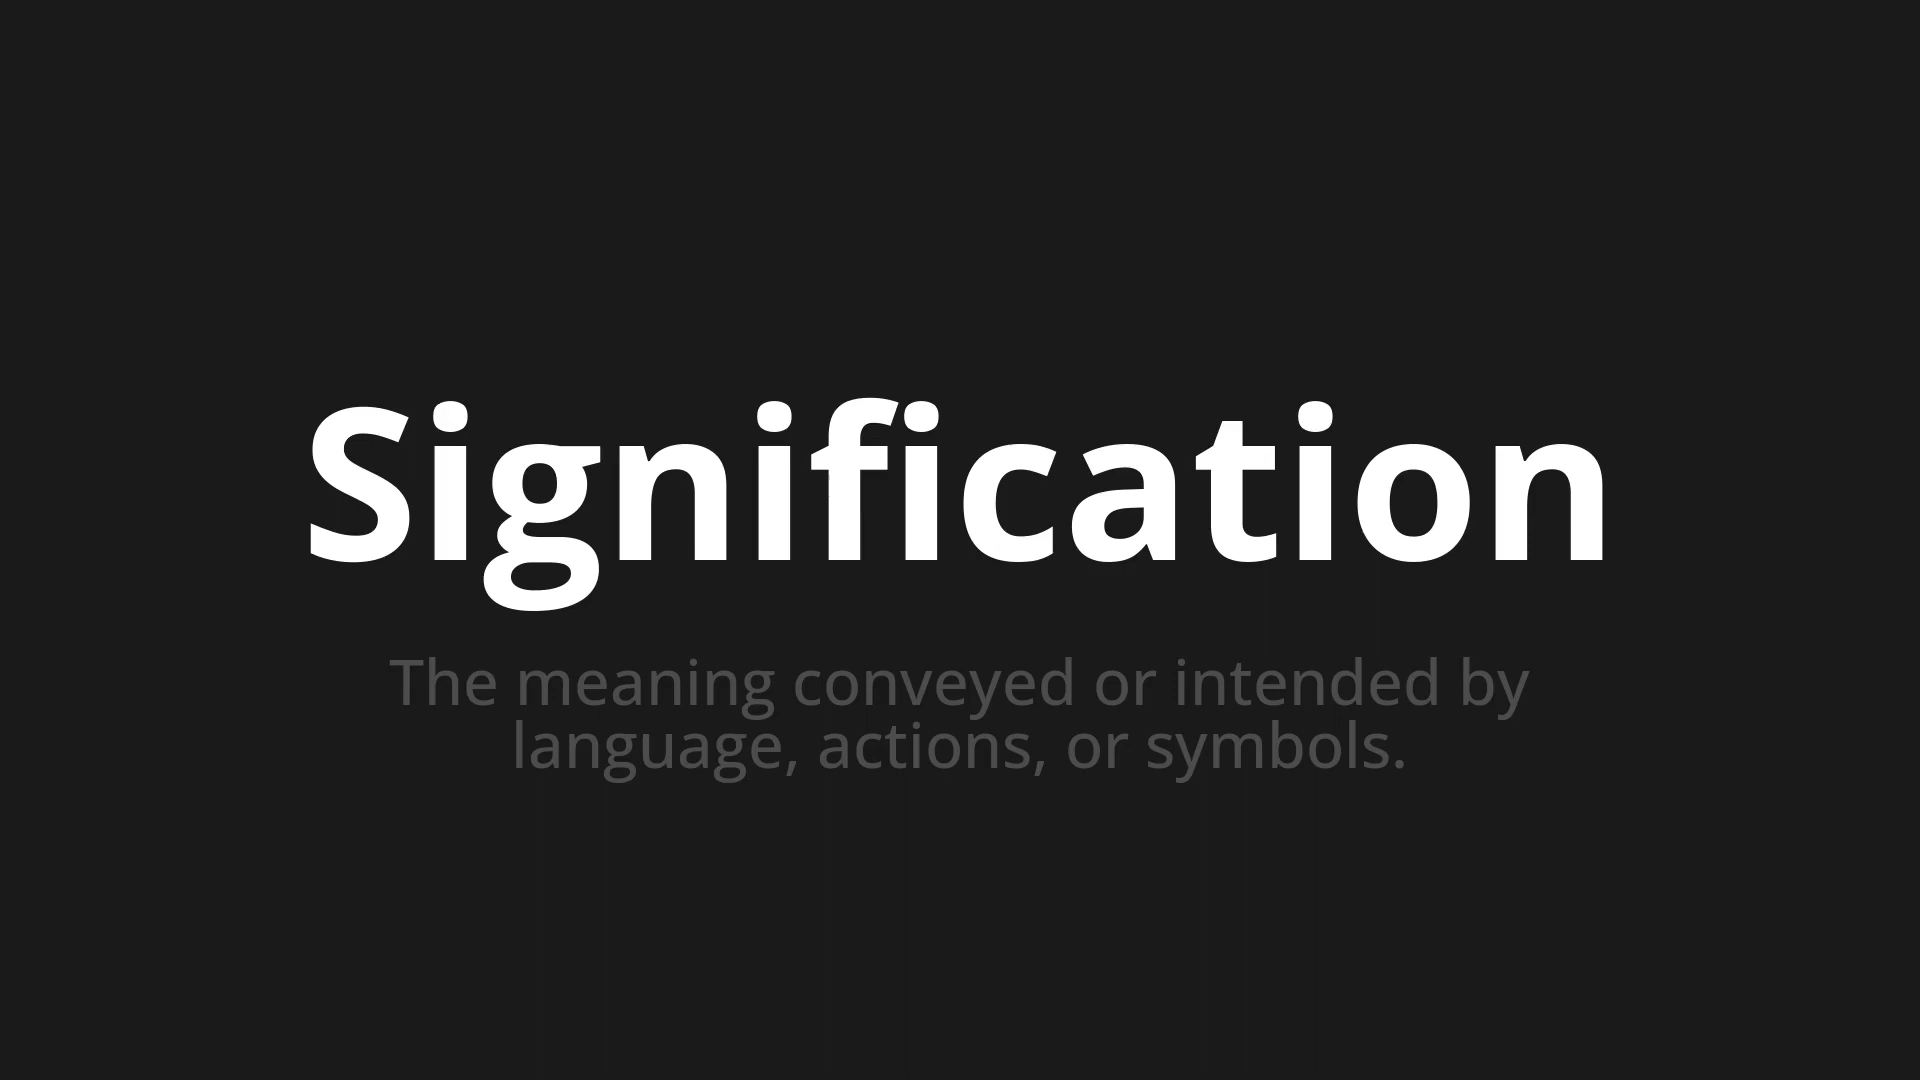 Signification
The meaning conveyed or intended by
language, actions, or symbols.